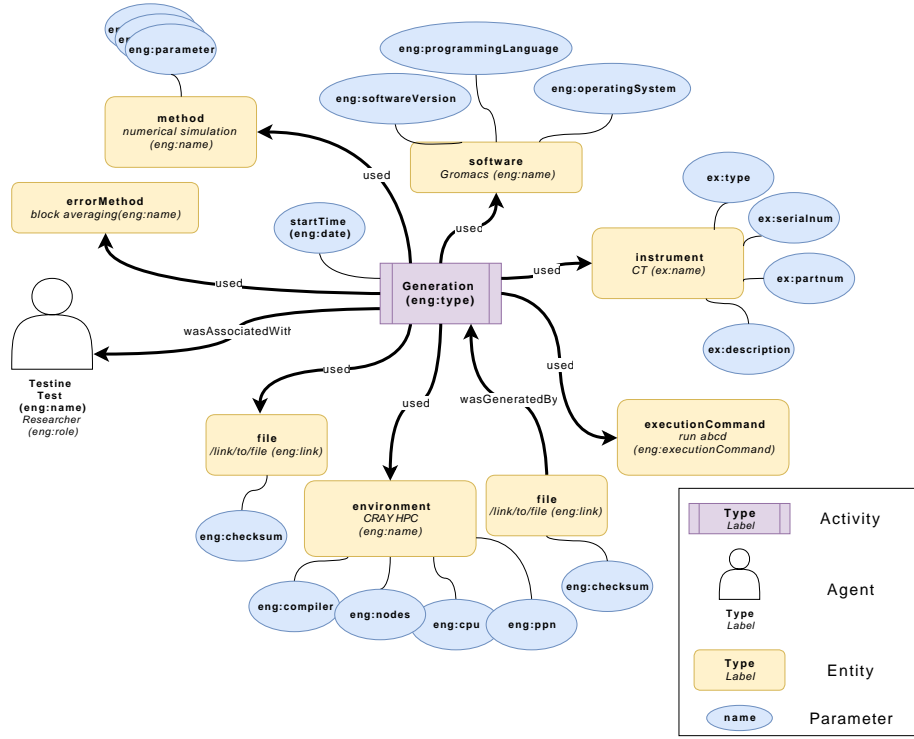 er
er
eng:parameter
eng:programmingLanguage
eng:softwareVersion
eng:operatingSystem
method
numerical simulation
(eng:name)
used
software
Gromacs (eng:name)
ex:type
errorMethod
block averaging(eng:name)
startTime
(eng:date)
used
ex:serialnum
instrument
CT (ex:name)
used
ex:partnum
Generation
(eng:type)
used
wasAssociatedWith
ex:description
Testine
Test
(eng:name)
Researcher
(eng:role)
used
used
used
wasGeneratedBy
file
/link/to/file (eng:link)
executionCommand
run abcd
(eng:executionCommand)
environment
CRAY HPC
(eng:name)
file
/link/to/file (eng:link)
eng:checksum
eng:checksum
eng:compiler
eng:nodes
eng:cpu
eng:ppn
Type
Label
Activity
Type
Label
Agent
Type
Label
Entity
name
Parameter